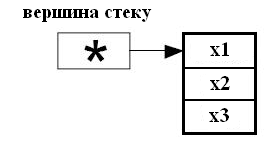 вершина стеку
*
x1
x2
x3